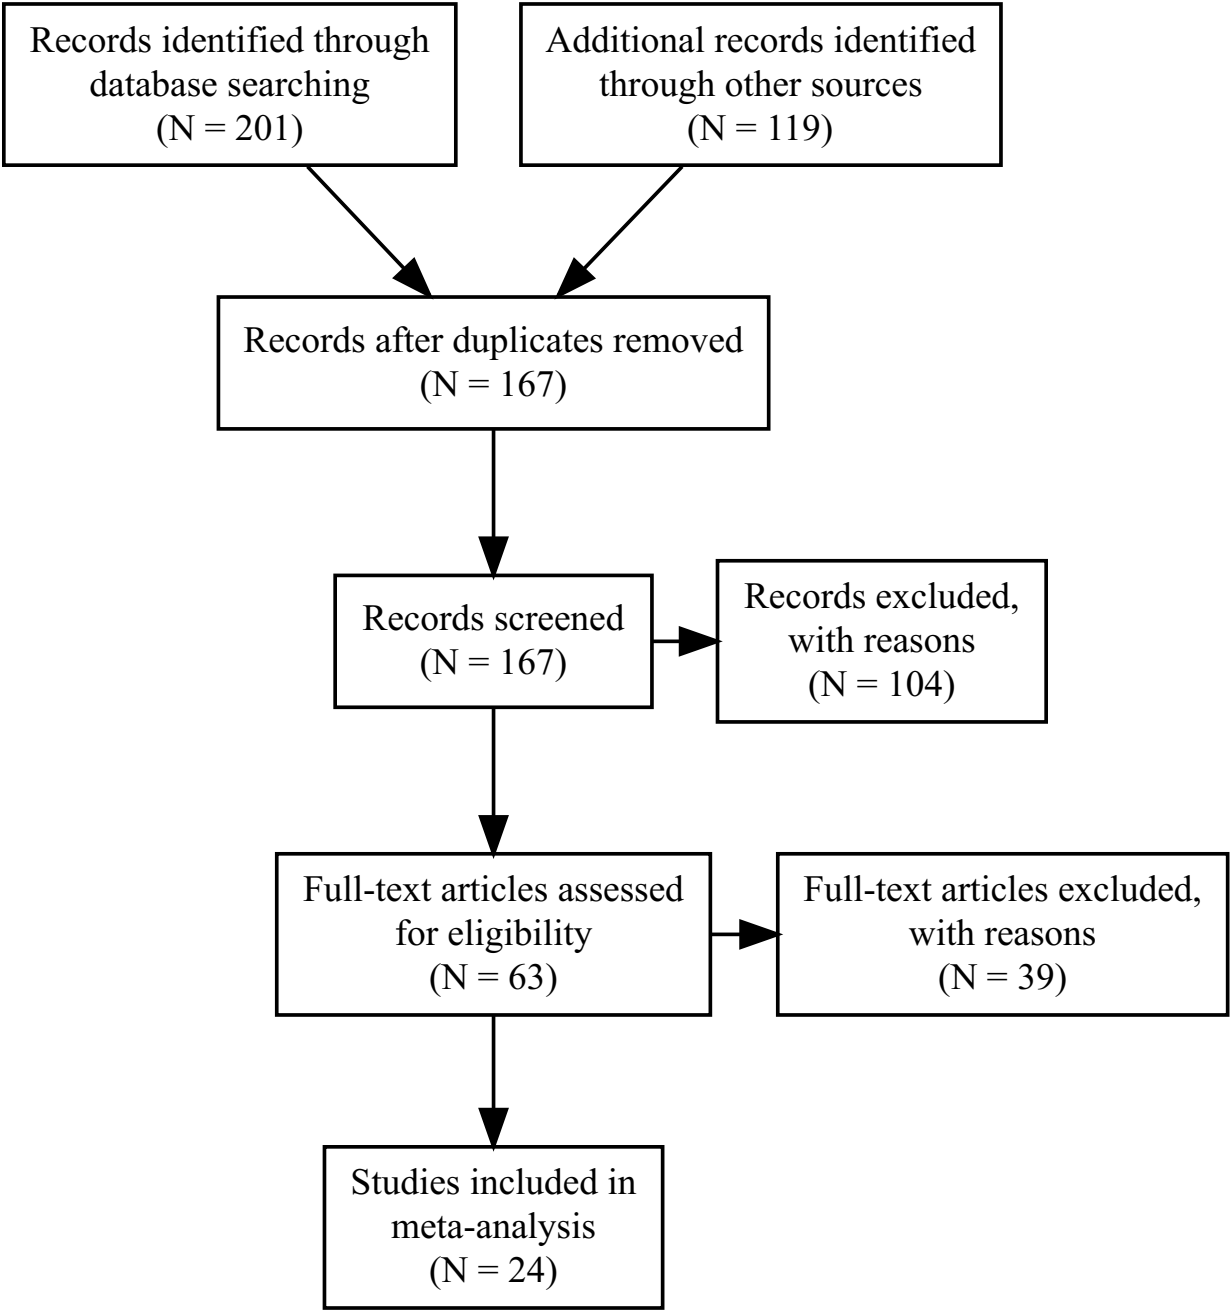 Records identified through
database searching
(N = 201)
Additional records identified
through other sources
(N = 119)
Records after duplicates removed
(N = 167)
Records screened
(N = 167)
Records excluded,
with reasons
(N = 104)
Full-text articles assessed
for eligibility
(N = 63)
Full-text articles excluded,
with reasons
(N = 39)
Studies included in
meta-analysis
(N = 24)